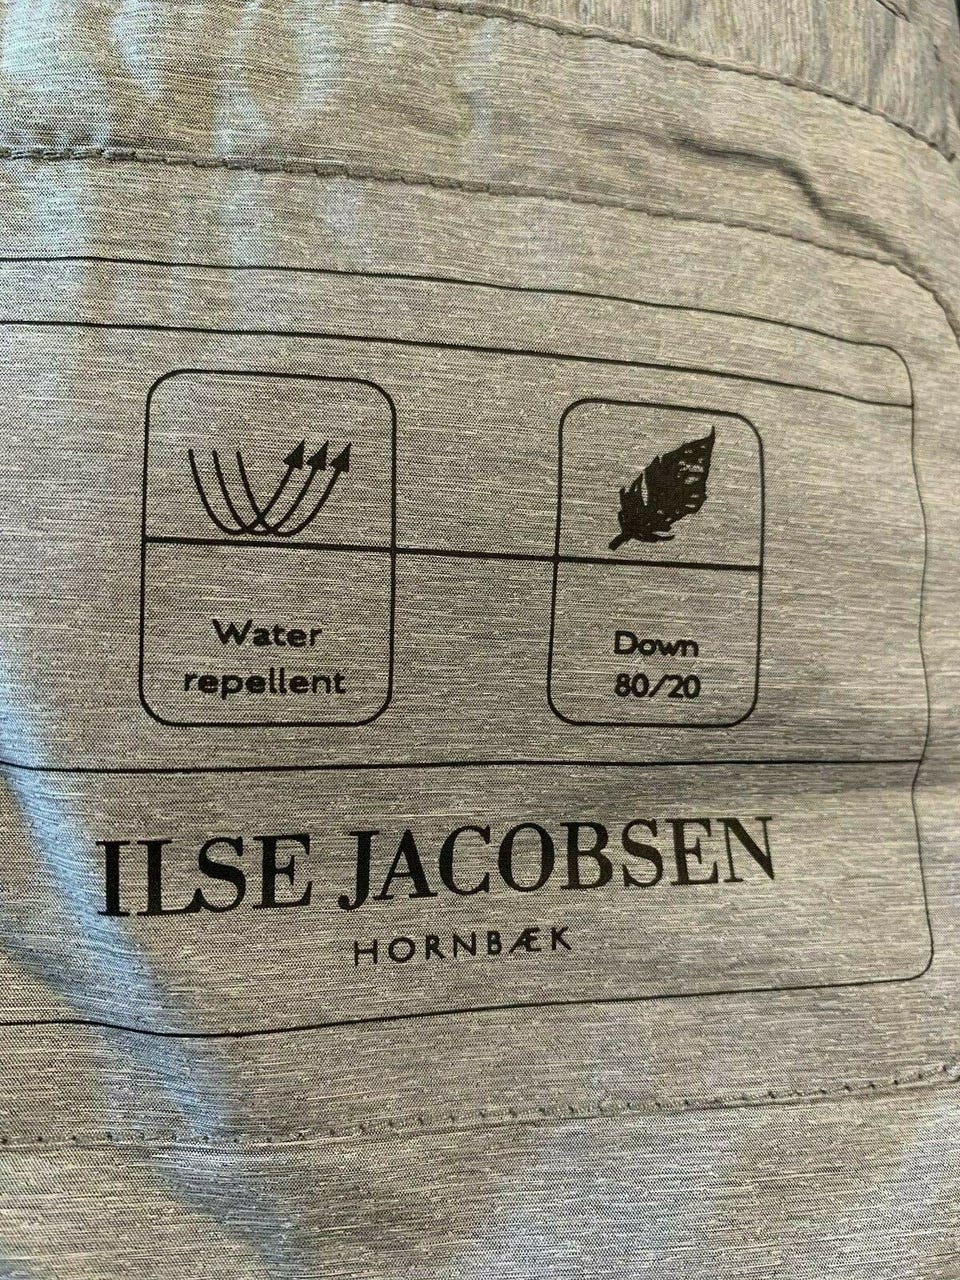 Water
repellent
Down
80/20
ILSE JACOBSEN
HORNBÆK